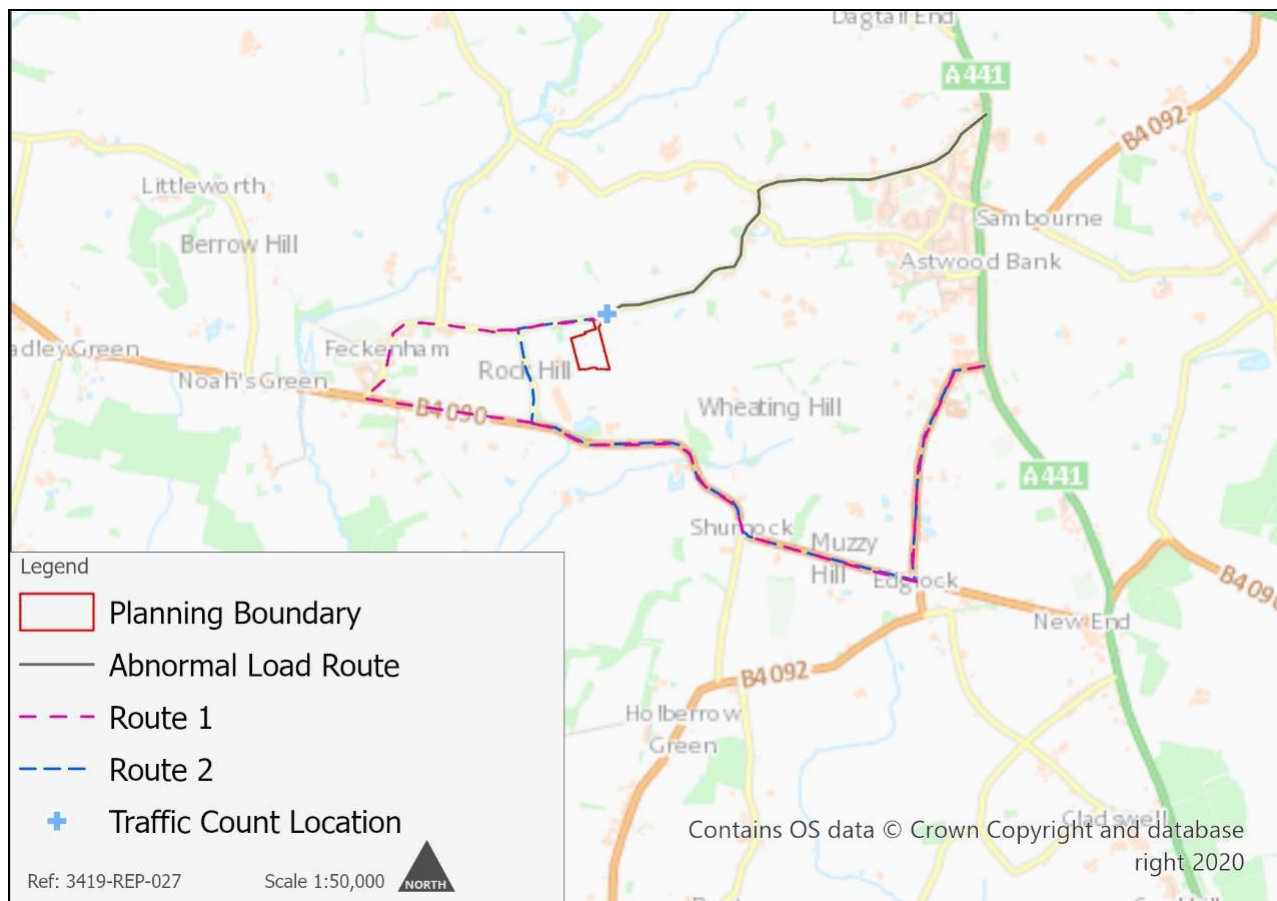 Dagtail End
A 441
B4092
Littleworth
Berrow Hill
Sambourne
Astwood Bank
adley Green
Feckenham
Rock Hill
Noah's Green
B4090
Wheating Hill
A 441
Shurnock
Muzzy
Hill
Edgiock
New End
B4092
Holberrow
Green
Gladswell
Legend
Planning Boundary
Abnormal Load Route
Route 1
Route 2
Traffic Count Location
Ref: 3419-REP-027
Scale 1:50,000
NORTH
Contains OS data © Crown Copyright and database
right 2020